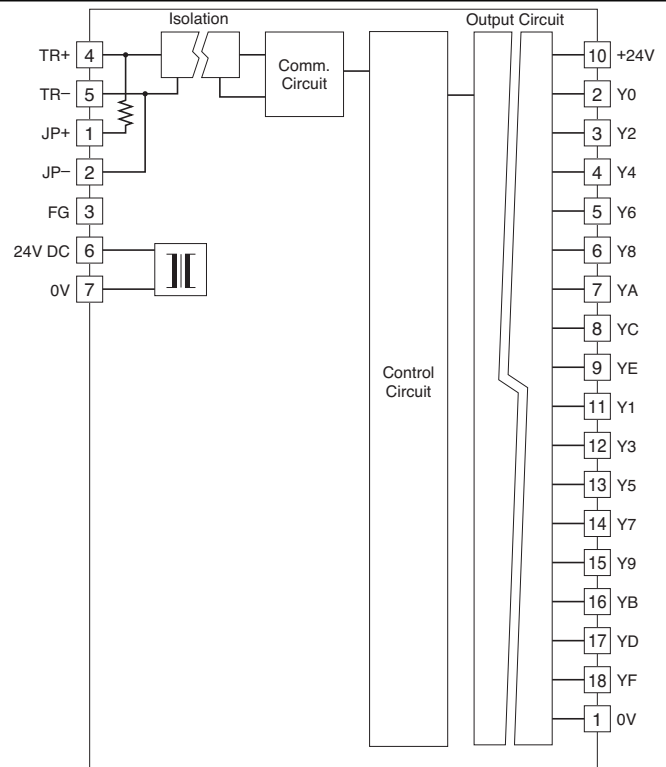 Isolation
Output Circuit
Comm.
Circuit
Control
Circuit
TR+ 4
TR– 5
JP+ 1
JP– 2
FG 3
24V DC 6
0V 7
10 +24V
2 Y0
3 Y2
4 Y4
5 Y6
6 Y8
7 YA
8 YC
9 YE
11 Y1
12 Y3
13 Y5
14 Y7
15 Y9
16 YB
17 YD
18 YF
1 0V